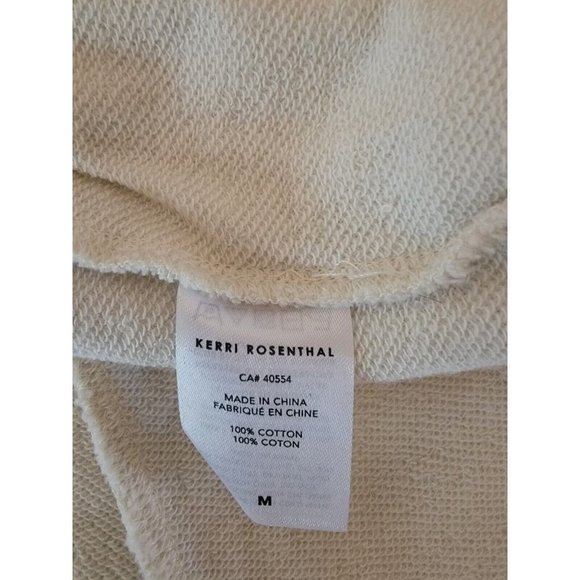 KERRI ROSENTHAL
CA# 40554
MADE IN CHINA
FABRIQUÉ EN CHINE
100% COTTON
100% COTON
M